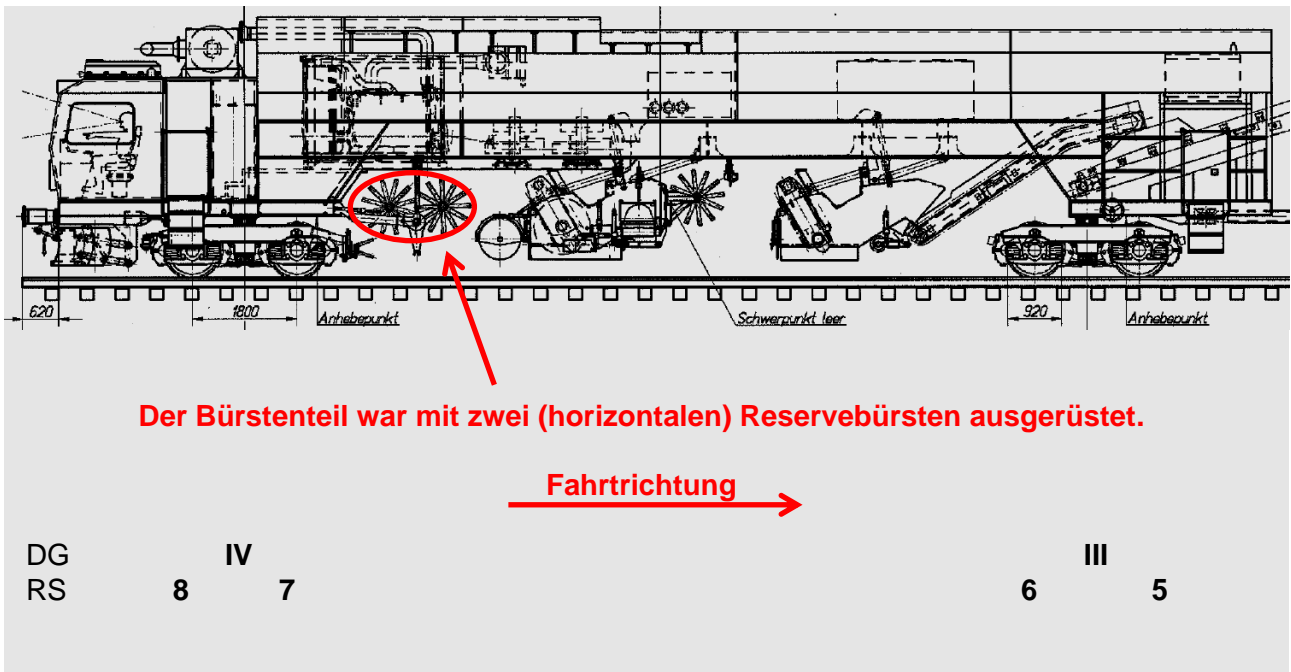 620
1800
Anhebepunkt
Schwerpunkt leer
920
Anhebepunkt
Der Bürstenteil war mit zwei (horizontalen) Reservebürsten ausgerüstet.
Fahrtrichtung
DG IV III
RS 8 7 6 5